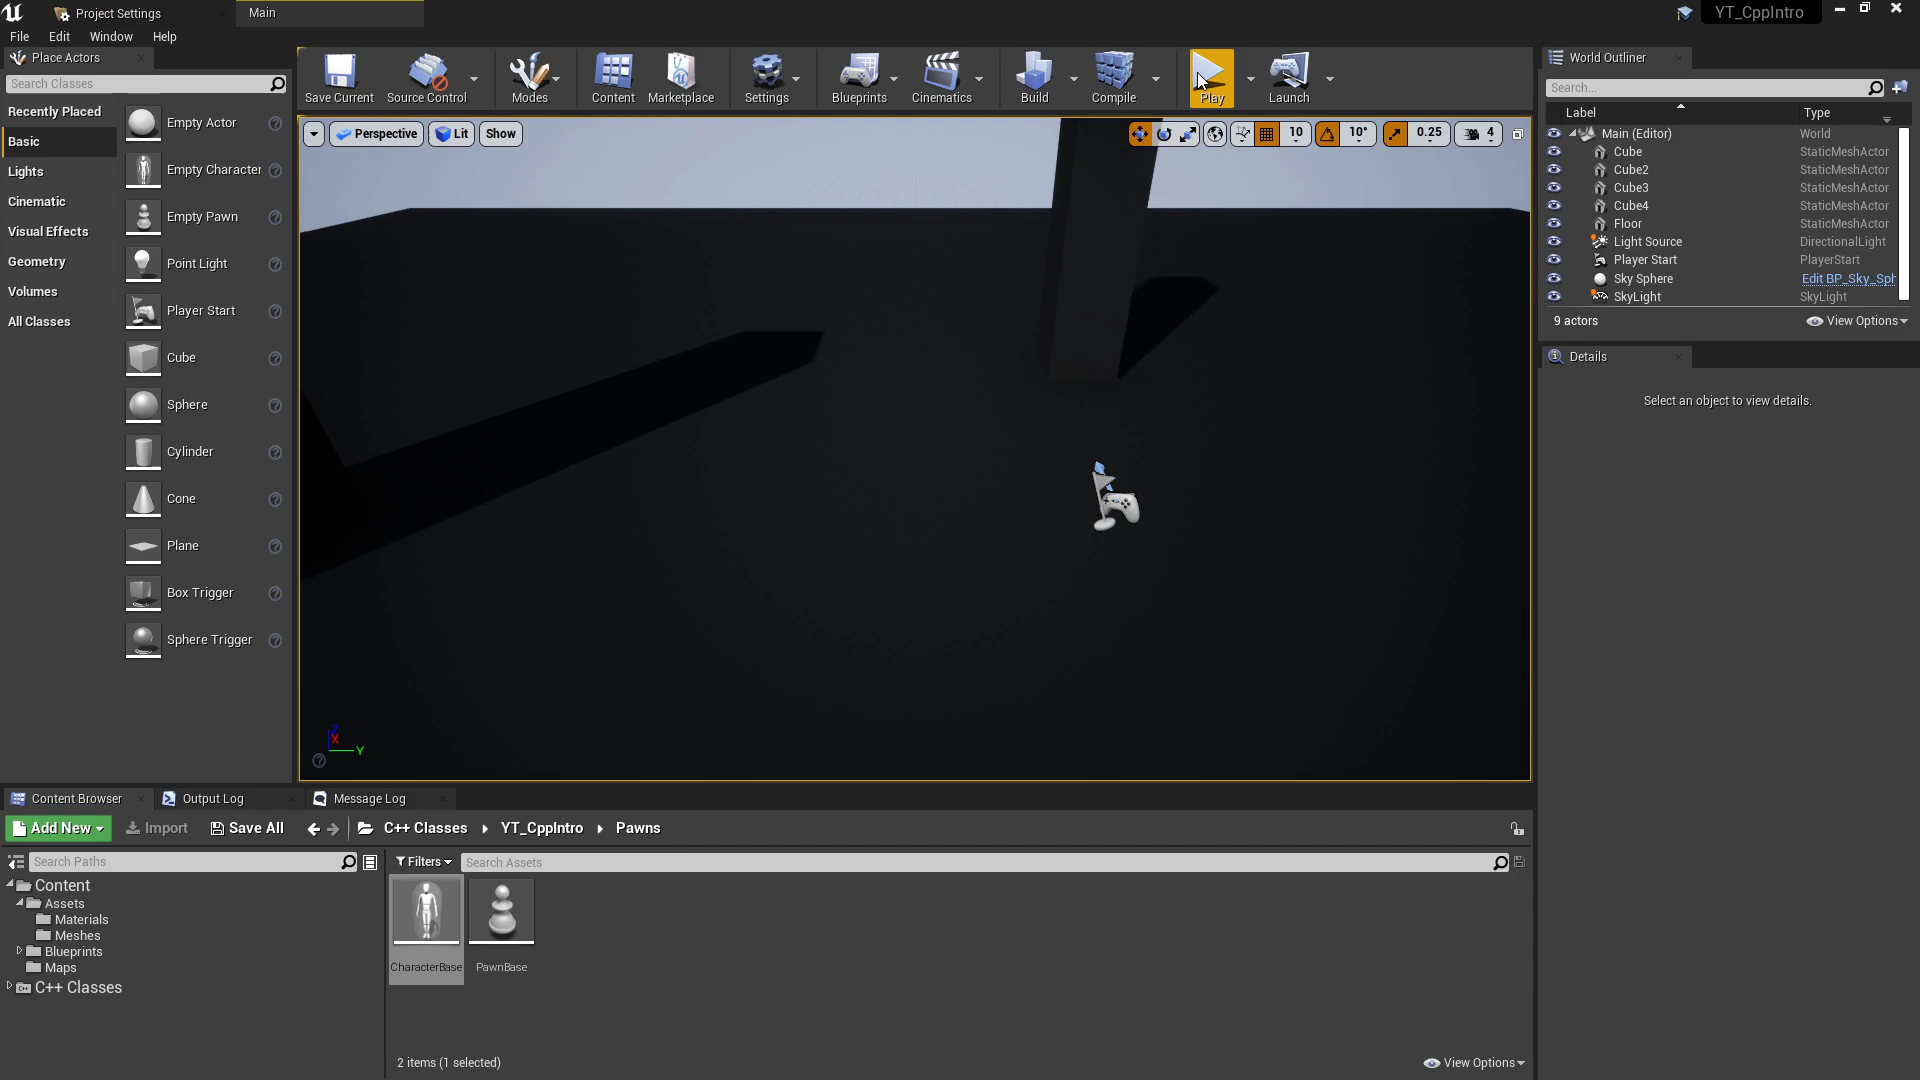 Project Settings
Main
YT_CppIntro
File Edit Window Help
Place Actors
Search Classes
Recently Placed
Basic
Lights
Cinematic
Visual Effects
Geometry
Volumes
All Classes
Empty Actor
Empty Character
Empty Pawn
Point Light
Player Start
Cube
Sphere
Cylinder
Cone
Plane
Box Trigger
Sphere Trigger
Save Current
Source Control
Modes
Content
Marketplace
Settings
Blueprints
Cinematics
Build
Compile
Play
Launch
Perspective
Lit
Show
10
10°
0.25
4
Z
X
Y
World Outliner
Search...
Label Type
Main (Editor) World
Cube StaticMeshActor
Cube2 StaticMeshActor
Cube3 StaticMeshActor
Cube4 StaticMeshActor
Floor StaticMeshActor
Light Source DirectionalLight
Player Start PlayerStart
Sky Sphere Edit BP_Sky_Sph
SkyLight SkyLight
9 actors
View Options
Details
Select an object to view details.
Content Browser
Output Log
Message Log
Add New
Import
Save All
C++ Classes
YT_CppIntro
Pawns
Search Paths
Filters
Search Assets
Content
Assets
Materials
Meshes
Blueprints
Maps
C++ Classes
CharacterBase
PawnBase
2 items (1 selected)
View Options